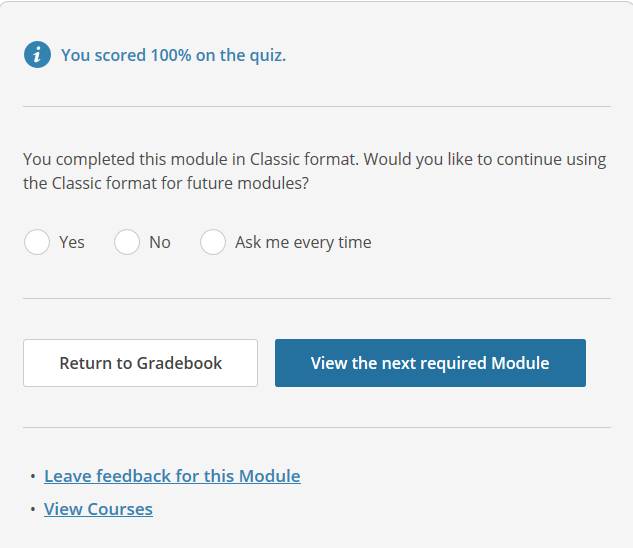 You scored 100% on the quiz.
You completed this module in Classic format. Would you like to continue using
the Classic format for future modules?
Yes No Ask me every time
Return to Gradebook View the next required Module
• Leave feedback for this Module
• View Courses